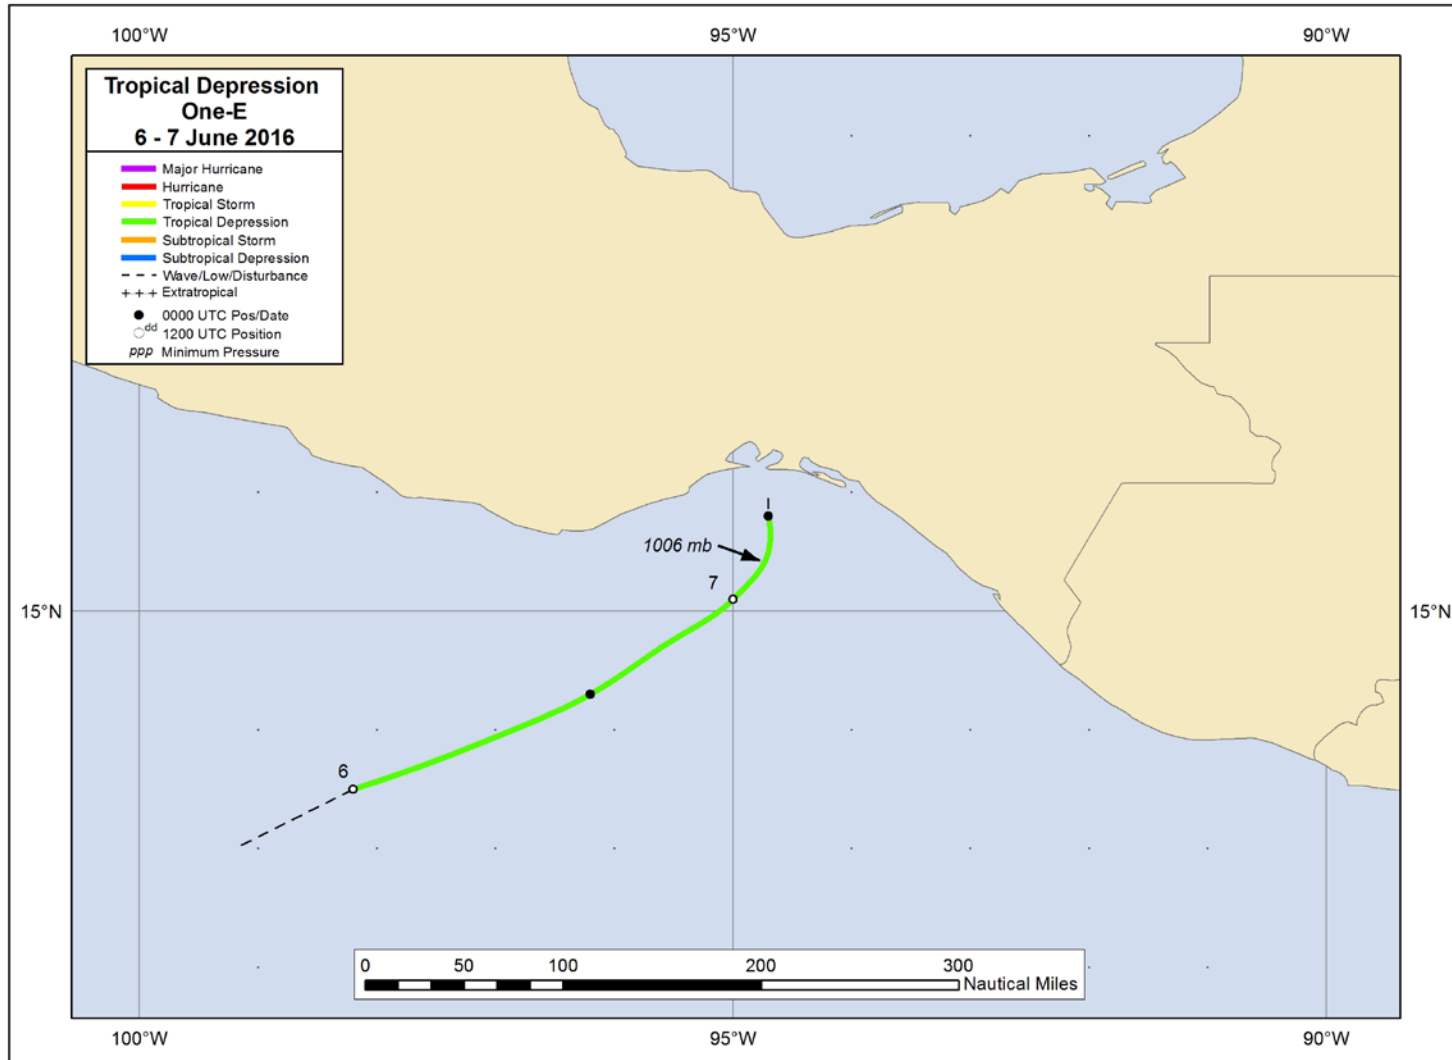 100°W
95°W
90°W
Tropical Depression
One-E
6 - 7 June 2016
Major Hurricane
Hurricane
Tropical Storm
Tropical Depression
Subtropical Storm
Subtropical Depression
Wave/Low/Disturbance
+++ Extratropical
0000 UTC Pos/Date
dd 1200 UTC Position
ppp Minimum Pressure
1006 mb
7
15°N
15°N
6
0
50
100
200
300
Nautical Miles
100°W
95°W
90°W